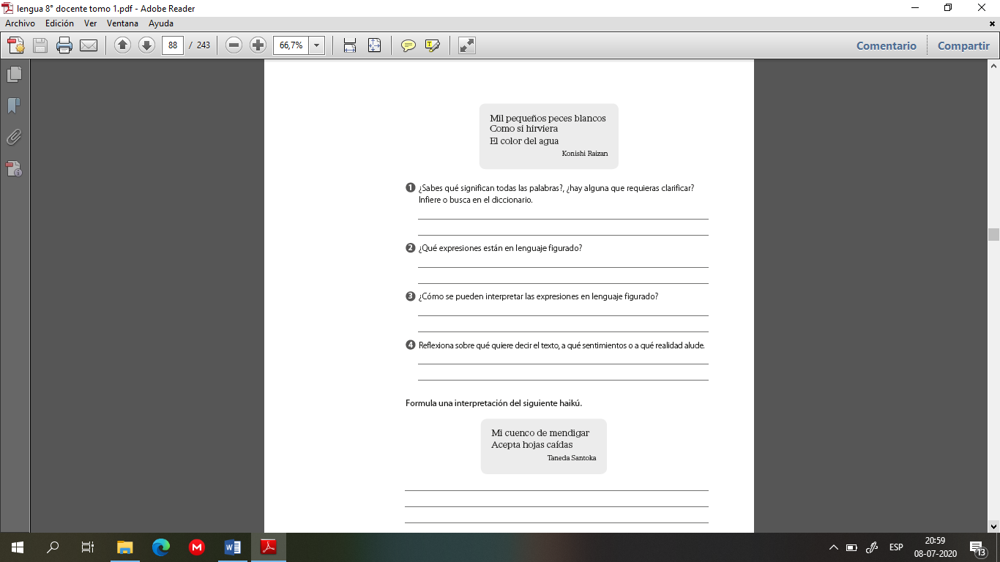 lengua 8° docente tomo 1.pdf - Adobe Reader
Archivo Edición Ver Ventana Ayuda
88 / 243 66,7% Comentario Compartir
Mil pequeños peces blancos
Como si hirviera
El color del agua
Konishi Raizan
1 ¿Sabes qué significan todas las palabras?, ¿hay alguna que requieras clarificar?
Infiere o busca en el diccionario.
2 ¿Qué expresiones están en lenguaje figurado?
3 ¿Cómo se pueden interpretar las expresiones en lenguaje figurado?
4 Reflexiona sobre qué quiere decir el texto, a qué sentimientos o a qué realidad alude.
Formula una interpretación del siguiente haikú.
Mi cuenco de mendigar
Acepta hojas caídas
Taneda Santoka
ESP
20:59
08-07-2020
13